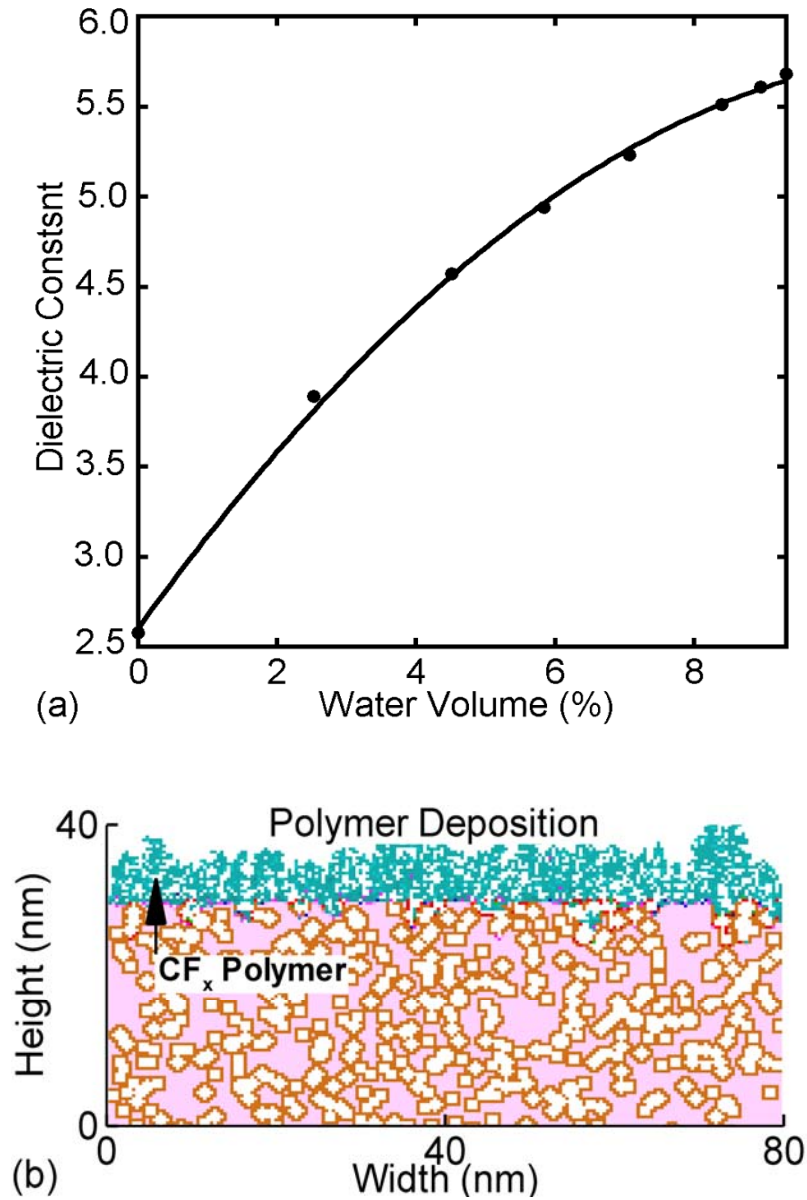 6.0
5.5
5.0
4.5
4.0
3.5
3.0
2.5
Dielectric Constsnt
0 2 4 6 8
Water Volume (%)
(a)
40
Polymer Deposition
CFx Polymer
Height (nm)
0
0 40 80
Width (nm)
(b)